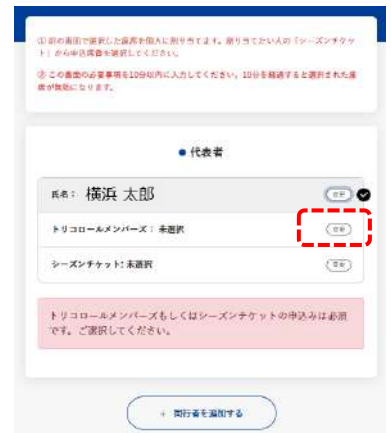 ① 前の画面で選択した座席を個人に割り当てます。割り当てたい人の「シーズンチケッ
ト」から申込席番を選択してください。
② この画面の必要事項を10分以内に入力してください。10分を経過すると選択された座
席が無効になります。
● 代表者
氏名： 横浜 太郎
トリコロールメンバーズ： 未選択
シーズンチケット: 未選択
トリコロールメンバーズもしくはシーズンチケットの申込みは必須
です。ご選択してください。
+ 同行者を追加する